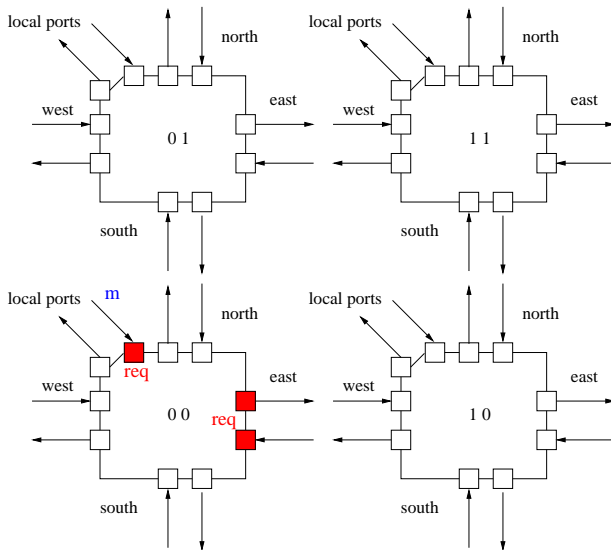 local ports
north
west
east
0 1
south
local ports
north
west
east
1 1
south
local ports
m
north
req
west
east
0 0
req
south
local ports
north
west
east
1 0
south